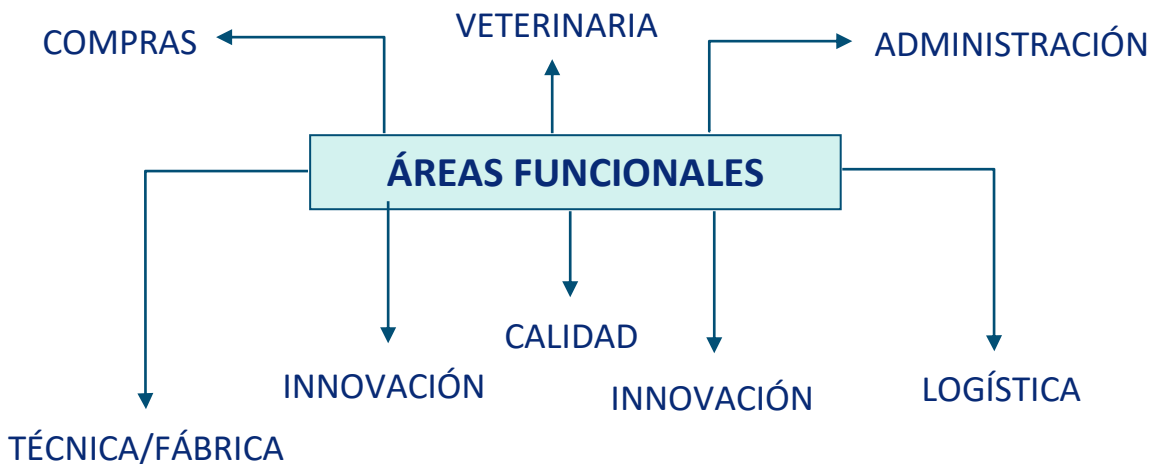 VETERINARIA
COMPRAS
ADMINISTRACIÓN
ÁREAS FUNCIONALES
CALIDAD
INNOVACIÓN
INNOVACIÓN
LOGÍSTICA
TÉCNICA/FÁBRICA